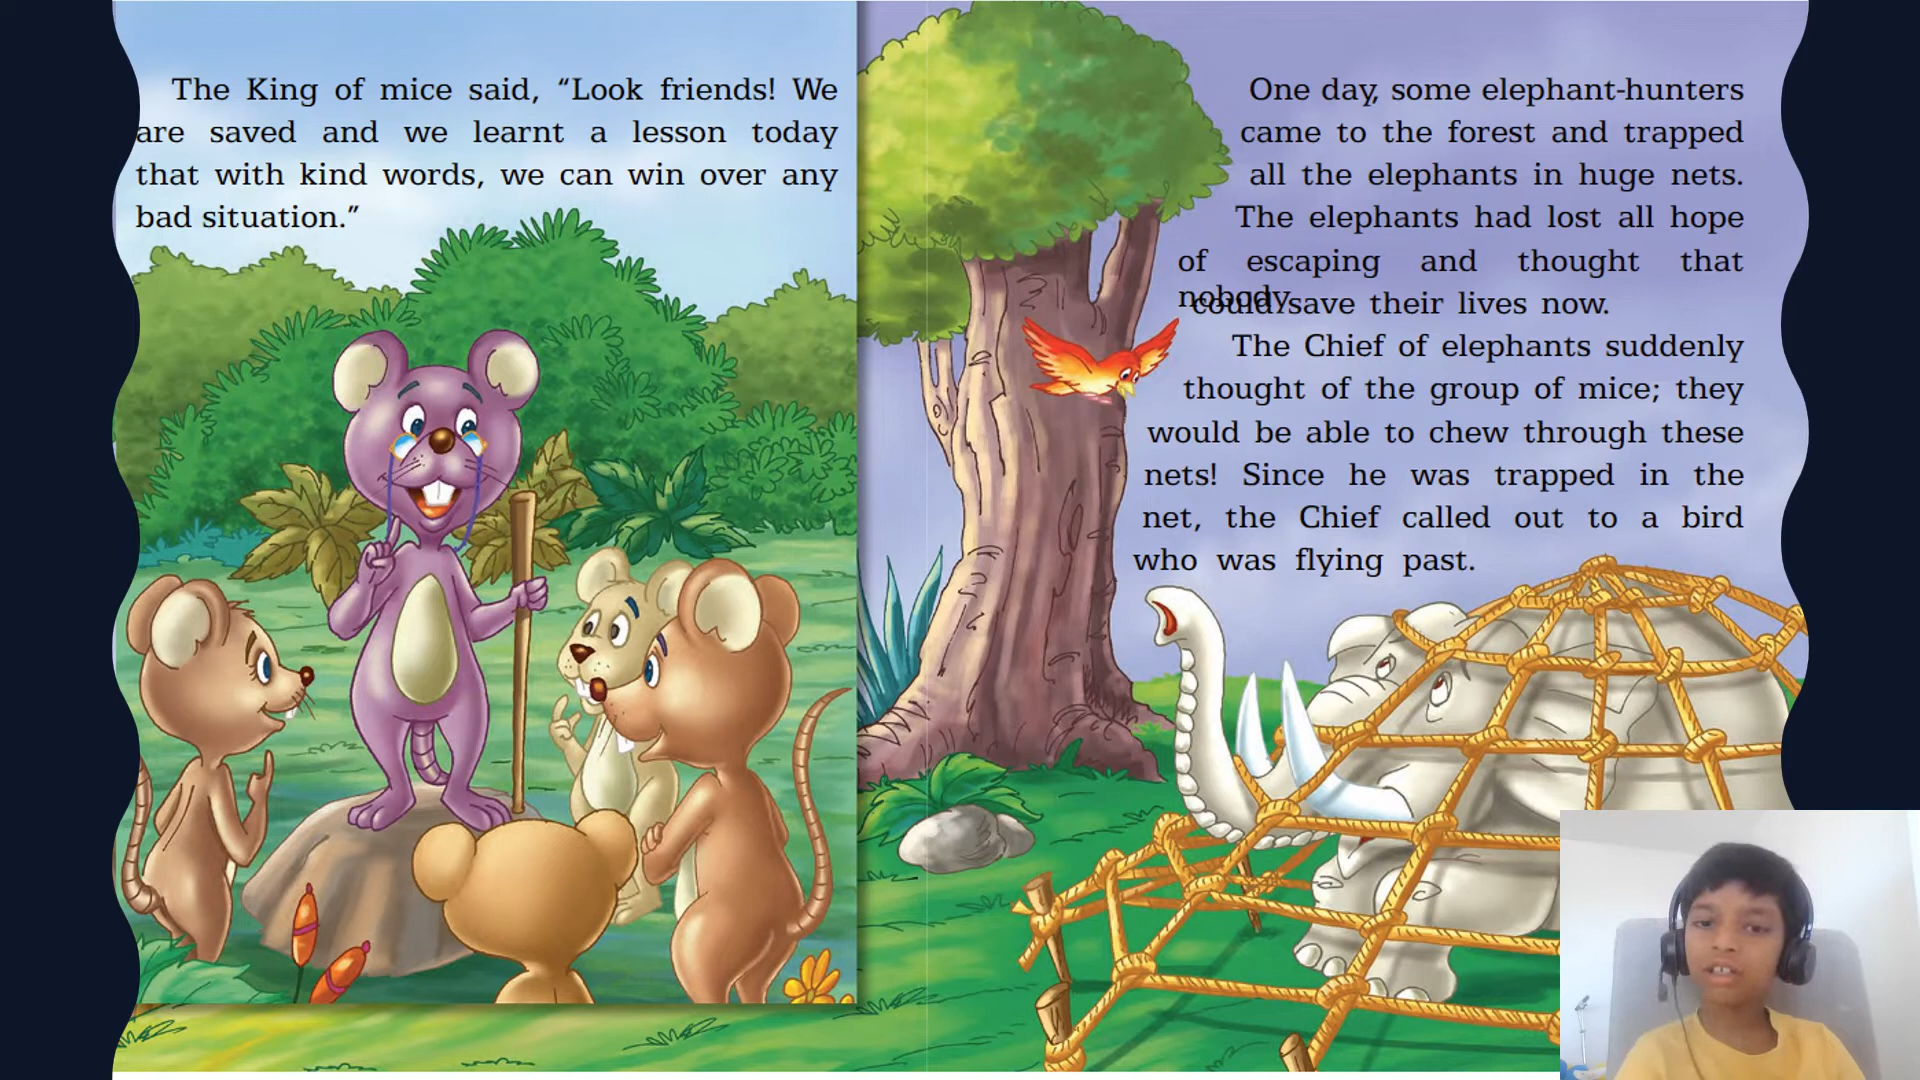 The King of mice said, “Look friends! We
are saved and we learnt a lesson today
that with kind words, we can win over any
bad situation.”
One day, some elephant-hunters
came to the forest and trapped
all the elephants in huge nets.
The elephants had lost all hope
of escaping and thought that
nobody
could save their lives now.
The Chief of elephants suddenly
thought of the group of mice; they
would be able to chew through these
nets! Since he was trapped in the
net, the Chief called out to a bird
who was flying past.